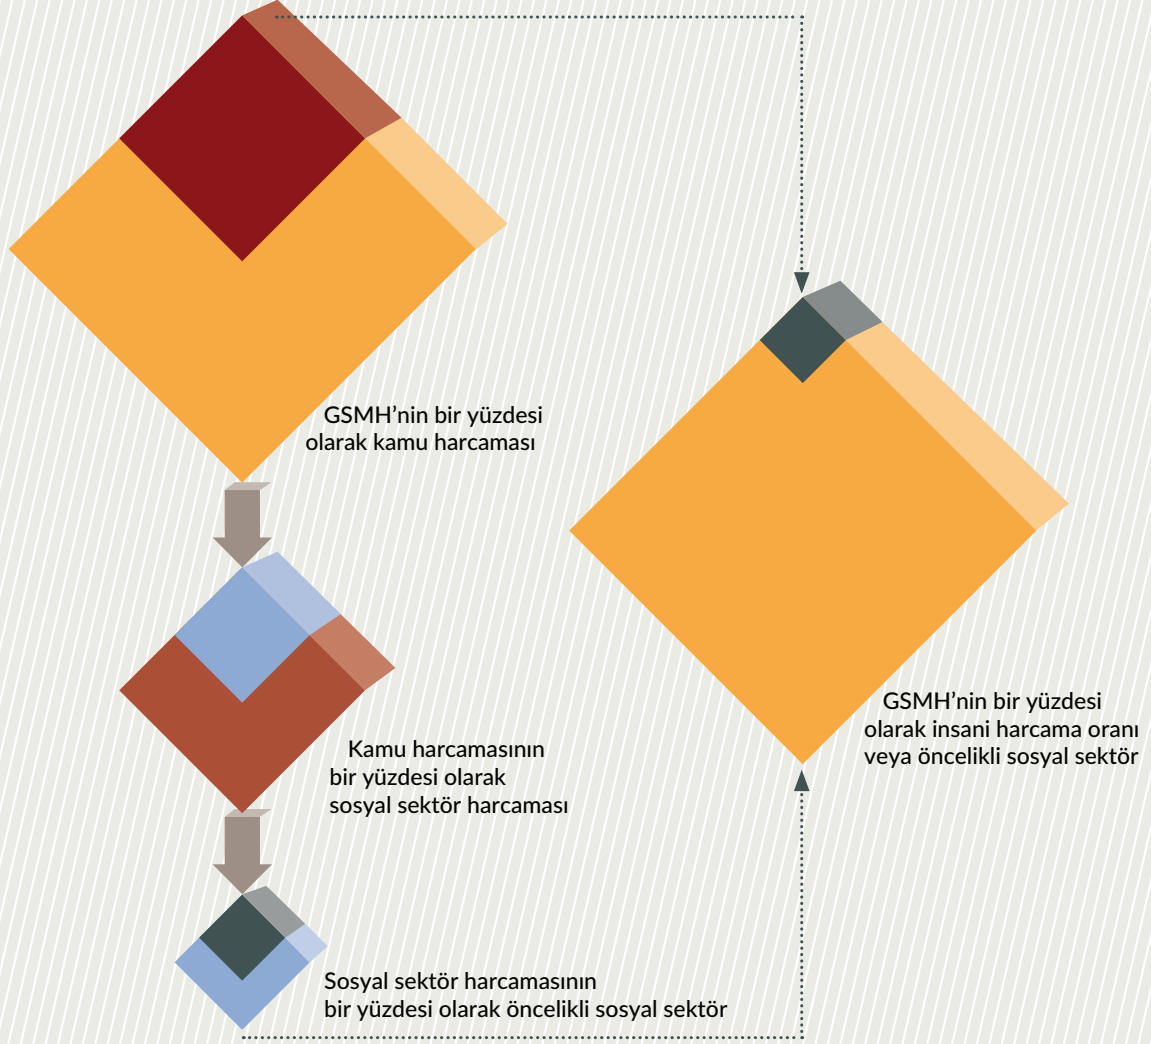 GSMH’nin bir yüzdesi
olarak kamu harcaması
Kamu harcamasının
bir yüzdesi olarak
sosyal sektör harcaması
Sosyal sektör harcamasının
bir yüzdesi olarak öncelikli sosyal sektör
GSMH’nin bir yüzdesi
olarak insani harcama oranı
veya öncelikli sosyal sektör